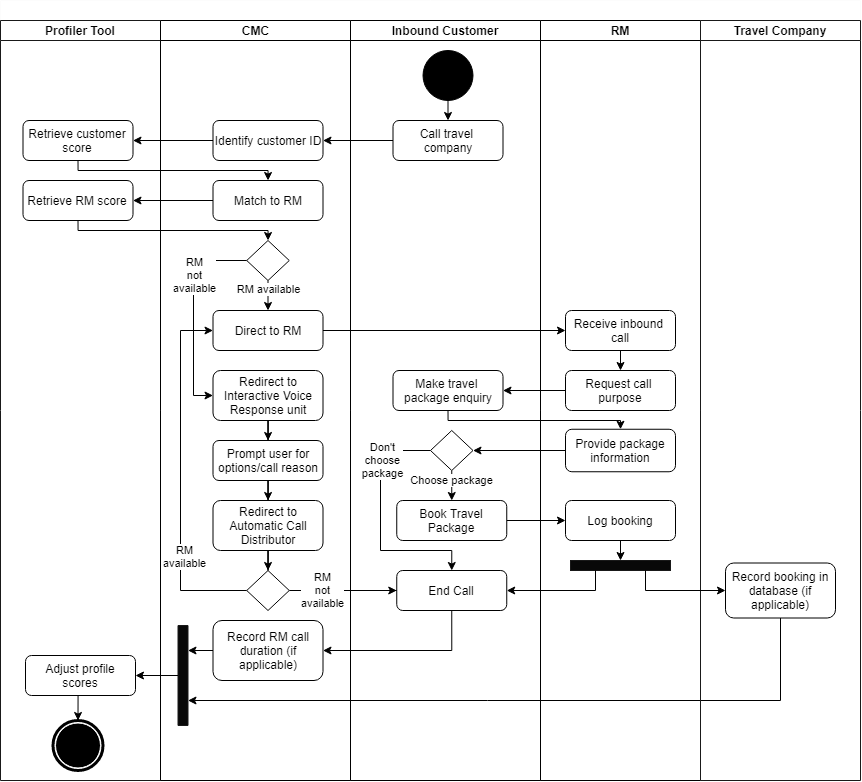 Profiler Tool
CMC
Inbound Customer
RM
Travel Company
Retrieve customer
score
Identify customer ID
Call travel
company
Retrieve RM score
Match to RM
RM
not
available
RM available
Direct to RM
Receive inbound
call
Redirect to
Interactive Voice
Response unit
Make travel
package enquiry
Request call
purpose
Prompt user for
options/call reason
Don't
choose
package
Provide package
information
Choose package
Redirect to
Automatic Call
Distributor
Book Travel
Package
Log booking
RM
available
RM
not
available
End Call
Record booking in
database (if
applicable)
Record RM call
duration (if
applicable)
Adjust profile
scores